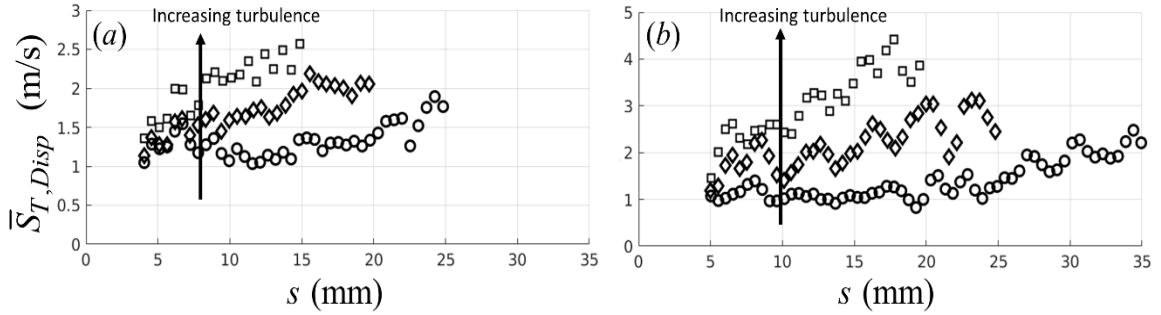 Increasing turbulence
(a)
S̅T,Disp (m/s)
3
2.5
2
1.5
1
0.5
0
0 5 10 15 20 25 30 35
s (mm)
Increasing turbulence
(b)
5
4
3
2
1
0
0 5 10 15 20 25 30 35
s (mm)